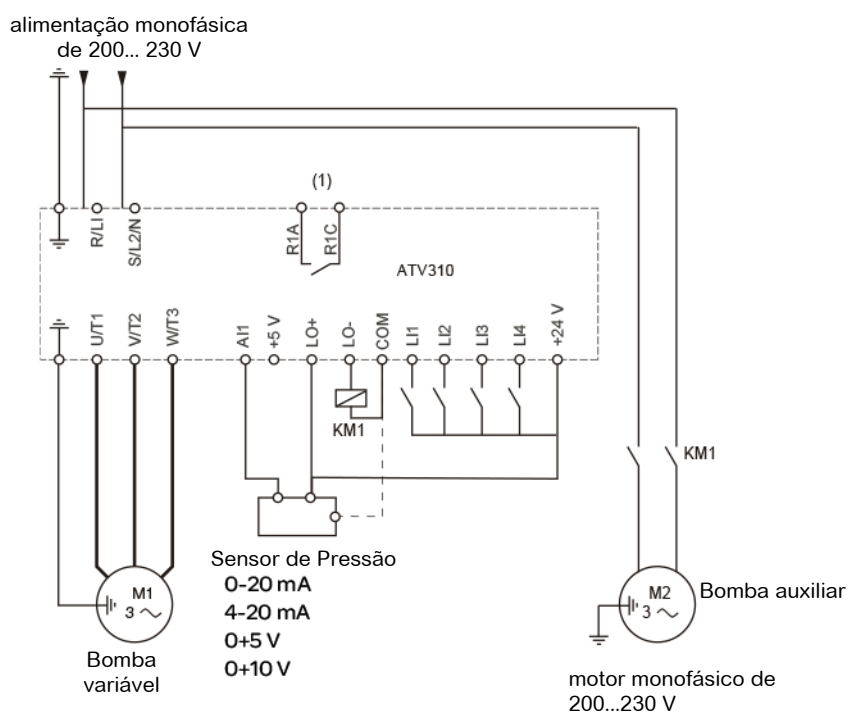 alimentação monofásica
de 200... 230 V
(1)
R/LI
S/L2/N
R1A
R1C
ATV310
U/T1
V/T2
W/T3
AI1
+5 V
LO+
LO-
COM
LI1
LI2
LI3
LI4
+24 V
KM1
KM1
Sensor de Pressão
0-20 mA
4-20 mA
0+5 V
0+10 V
M1
3 ~
Bomba
variável
M2
3 ~
Bomba auxiliar
motor monofásico de
200...230 V